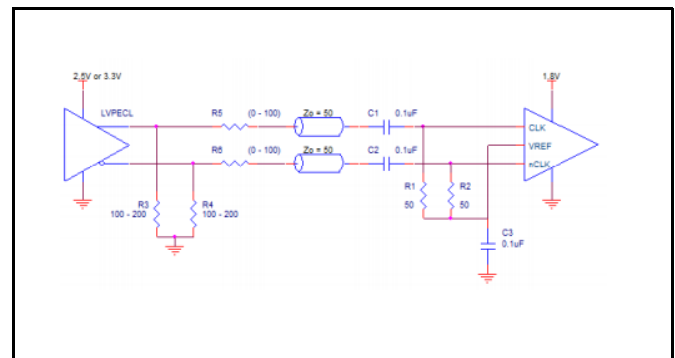 2.5V or 3.3V
1.8V
LVPECL
R5 (0 - 100) Zo = 50 C1 0.1uF
CLK
VREF
R6 (0 - 100) Zo = 50 C2 0.1uF
nCLK
R1
50
R2
50
R3
100 - 200
R4
100 - 200
C3
0.1uF